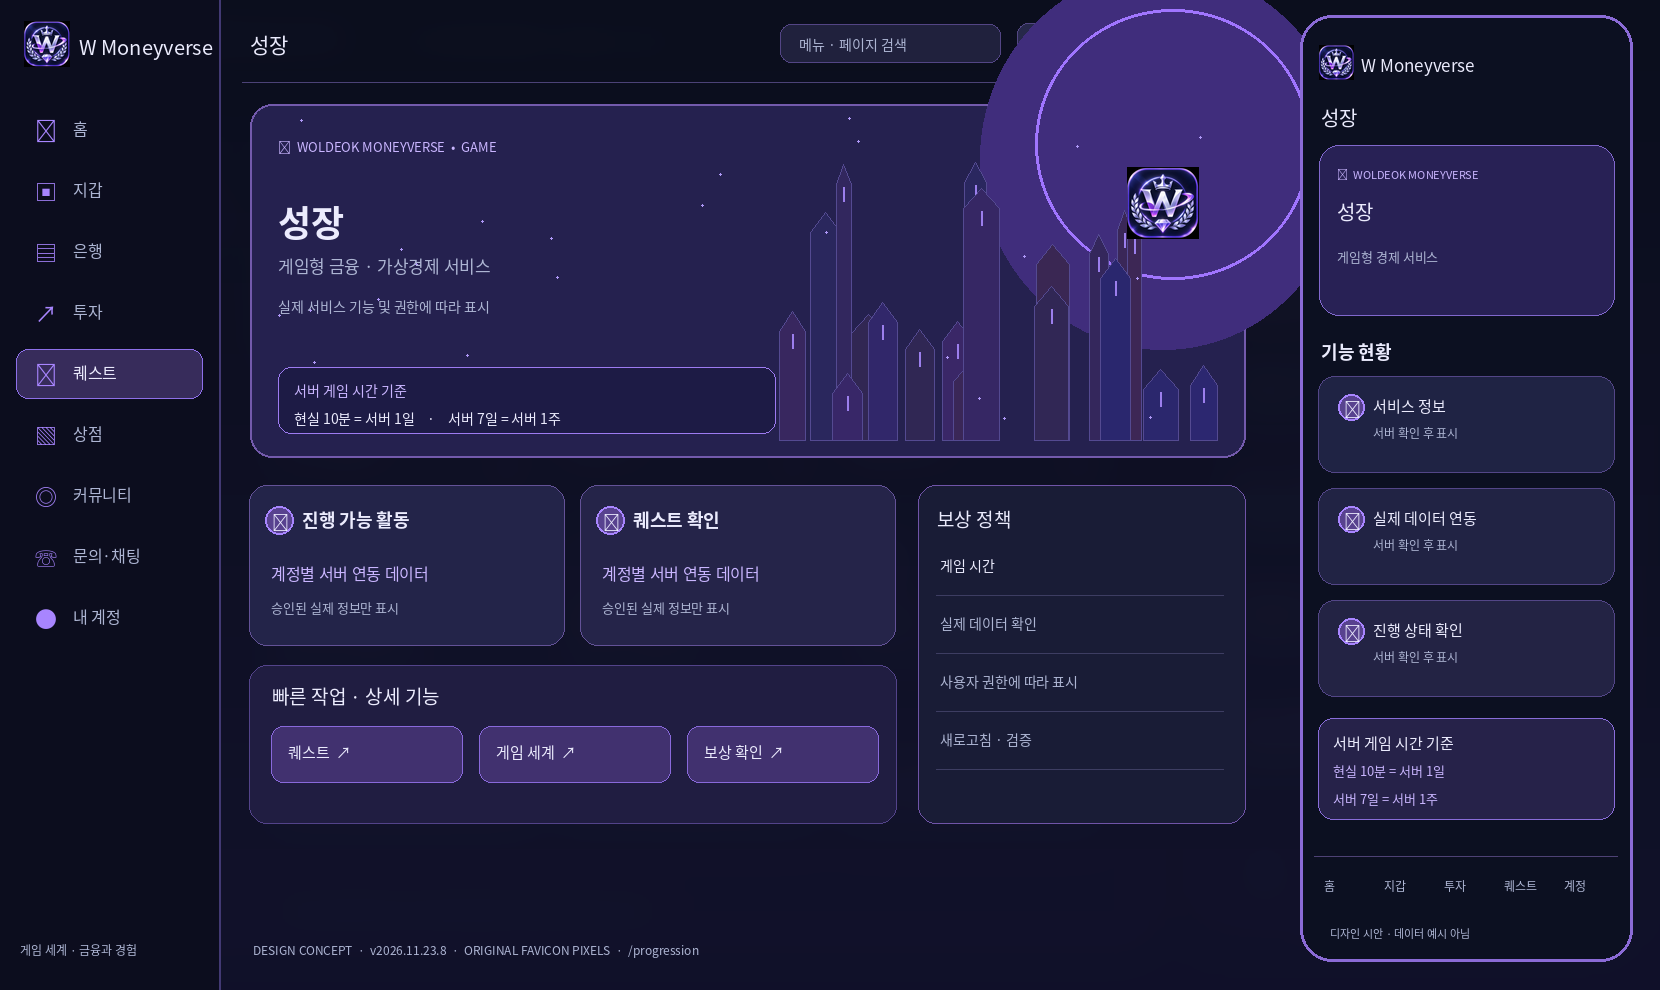 W Moneyverse
홈
지갑
은행
투자
퀘스트
상점
커뮤니티
문의·채팅
내 계정
게임 세계 · 금융과 경험
성장
메뉴 · 페이지 검색
WOLDEOK MONEYVERSE • GAME
성장
게임형 금융 · 가상경제 서비스
실제 서비스 기능 및 권한에 따라 표시
서버 게임 시간 기준
현실 10분 = 서버 1일 · 서버 7일 = 서버 1주
진행 가능 활동
계정별 서버 연동 데이터
승인된 실제 정보만 표시
퀘스트 확인
계정별 서버 연동 데이터
승인된 실제 정보만 표시
보상 정책
게임 시간
실제 데이터 확인
사용자 권한에 따라 표시
새로고침 · 검증
빠른 작업 · 상세 기능
퀘스트 ↗
게임 세계 ↗
보상 확인 ↗
DESIGN CONCEPT · v2026.11.23.8 · ORIGINAL FAVICON PIXELS · /progression
W Moneyverse
성장
WOLDEOK MONEYVERSE
성장
게임형 경제 서비스
기능 현황
서비스 정보
서버 확인 후 표시
실제 데이터 연동
서버 확인 후 표시
진행 상태 확인
서버 확인 후 표시
서버 게임 시간 기준
현실 10분 = 서버 1일
서버 7일 = 서버 1주
홈 지갑 투자 퀘스트 계정
디자인 시안 · 데이터 예시 아님